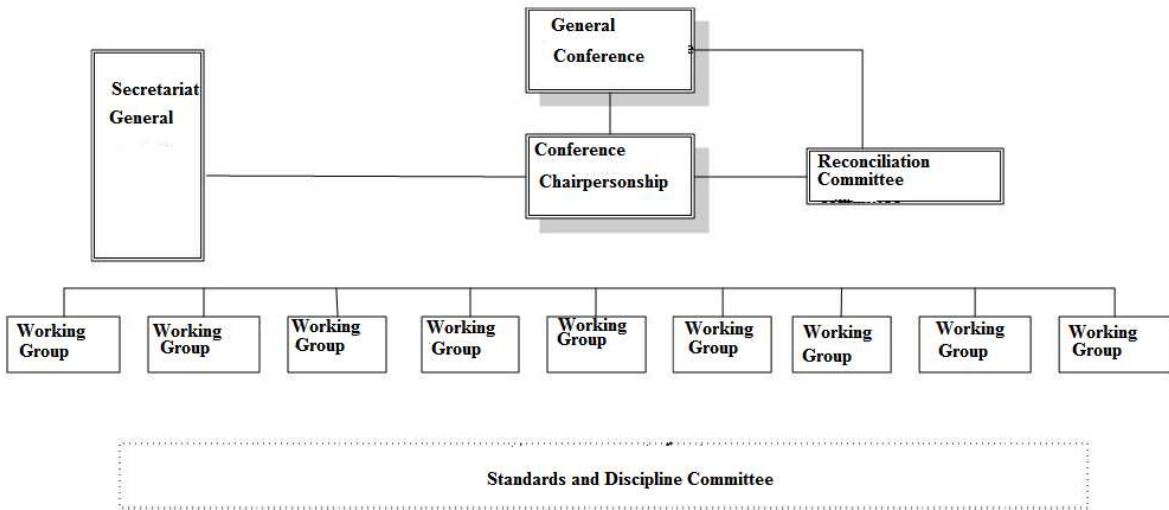 General
Conference
Secretariat
General
Conference
Chairpersonship
Reconciliation
Committee
Working
Group
Working
Group
Working
Group
Working
Group
Working
Group
Working
Group
Working
Group
Working
Group
Working
Group
Standards and Discipline Committee